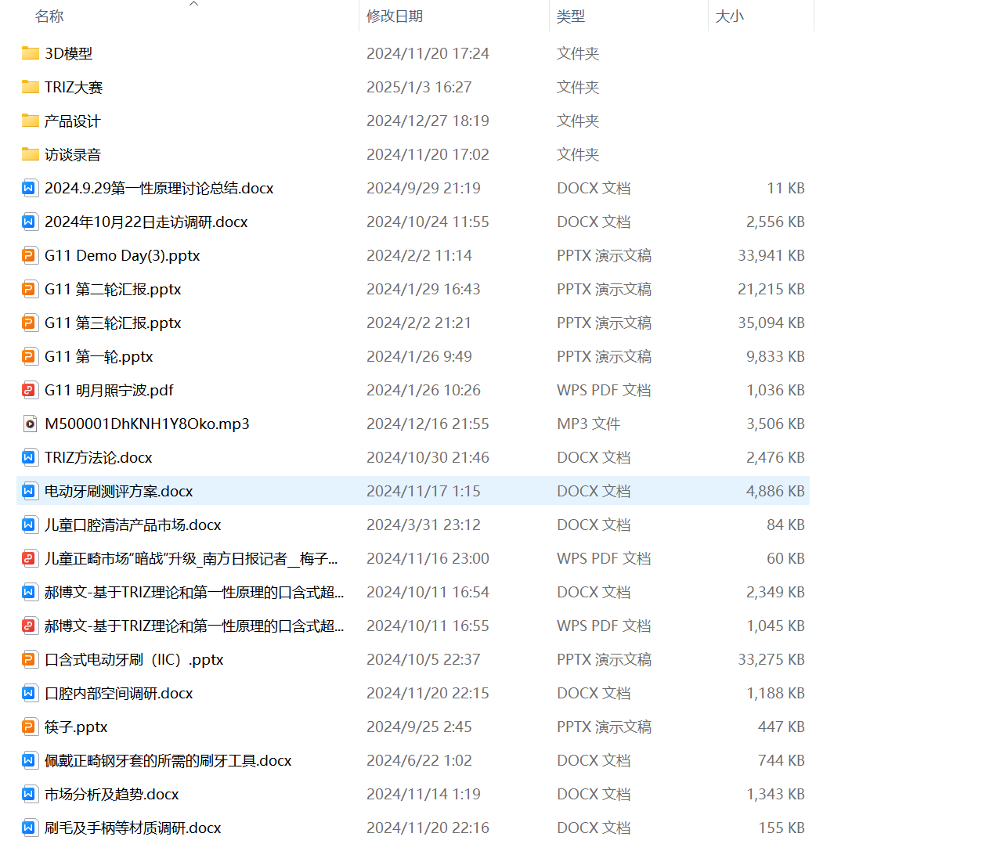 名称 修改日期 类型 大小
3D模型 2024/11/20 17:24 文件夹
TRIZ大赛 2025/1/3 16:27 文件夹
产品设计 2024/12/27 18:19 文件夹
访谈录音 2024/11/20 17:02 文件夹
2024.9.29第一性原理讨论总结.docx 2024/9/29 21:19 DOCX 文档 11 KB
2024年10月22日走访调研.docx 2024/10/24 11:55 DOCX 文档 2,556 KB
G11 Demo Day(3).pptx 2024/2/2 11:14 PPTX 演示文稿 33,941 KB
G11 第二轮汇报.pptx 2024/1/29 16:43 PPTX 演示文稿 21,215 KB
G11 第三轮汇报.pptx 2024/2/2 21:21 PPTX 演示文稿 35,094 KB
G11 第一轮.pptx 2024/1/26 9:49 PPTX 演示文稿 9,833 KB
G11 明月照宁波.pdf 2024/1/26 10:26 WPS PDF 文档 1,036 KB
M500001DhKNH1Y8Oko.mp3 2024/12/16 21:55 MP3 文件 3,506 KB
TRIZ方法论.docx 2024/10/30 21:46 DOCX 文档 2,476 KB
电动牙刷测评方案.docx 2024/11/17 1:15 DOCX 文档 4,886 KB
儿童口腔清洁产品市场.docx 2024/3/31 23:12 DOCX 文档 84 KB
儿童正畸市场“暗战”升级_南方日报记者__梅子... 2024/11/16 23:00 WPS PDF 文档 60 KB
郝博文-基于TRIZ理论和第一性原理的口含式超... 2024/10/11 16:54 DOCX 文档 2,349 KB
郝博文-基于TRIZ理论和第一性原理的口含式超... 2024/10/11 16:55 WPS PDF 文档 1,045 KB
口含式电动牙刷（IIC）.pptx 2024/10/5 22:37 PPTX 演示文稿 33,275 KB
口腔内部空间调研.docx 2024/11/20 22:15 DOCX 文档 1,188 KB
筷子.pptx 2024/9/25 2:45 PPTX 演示文稿 447 KB
佩戴正畸钢牙套的所需的刷牙工具.docx 2024/6/22 1:02 DOCX 文档 744 KB
市场分析及趋势.docx 2024/11/14 1:19 DOCX 文档 1,343 KB
刷毛及手柄等材质调研.docx 2024/11/20 22:16 DOCX 文档 155 KB